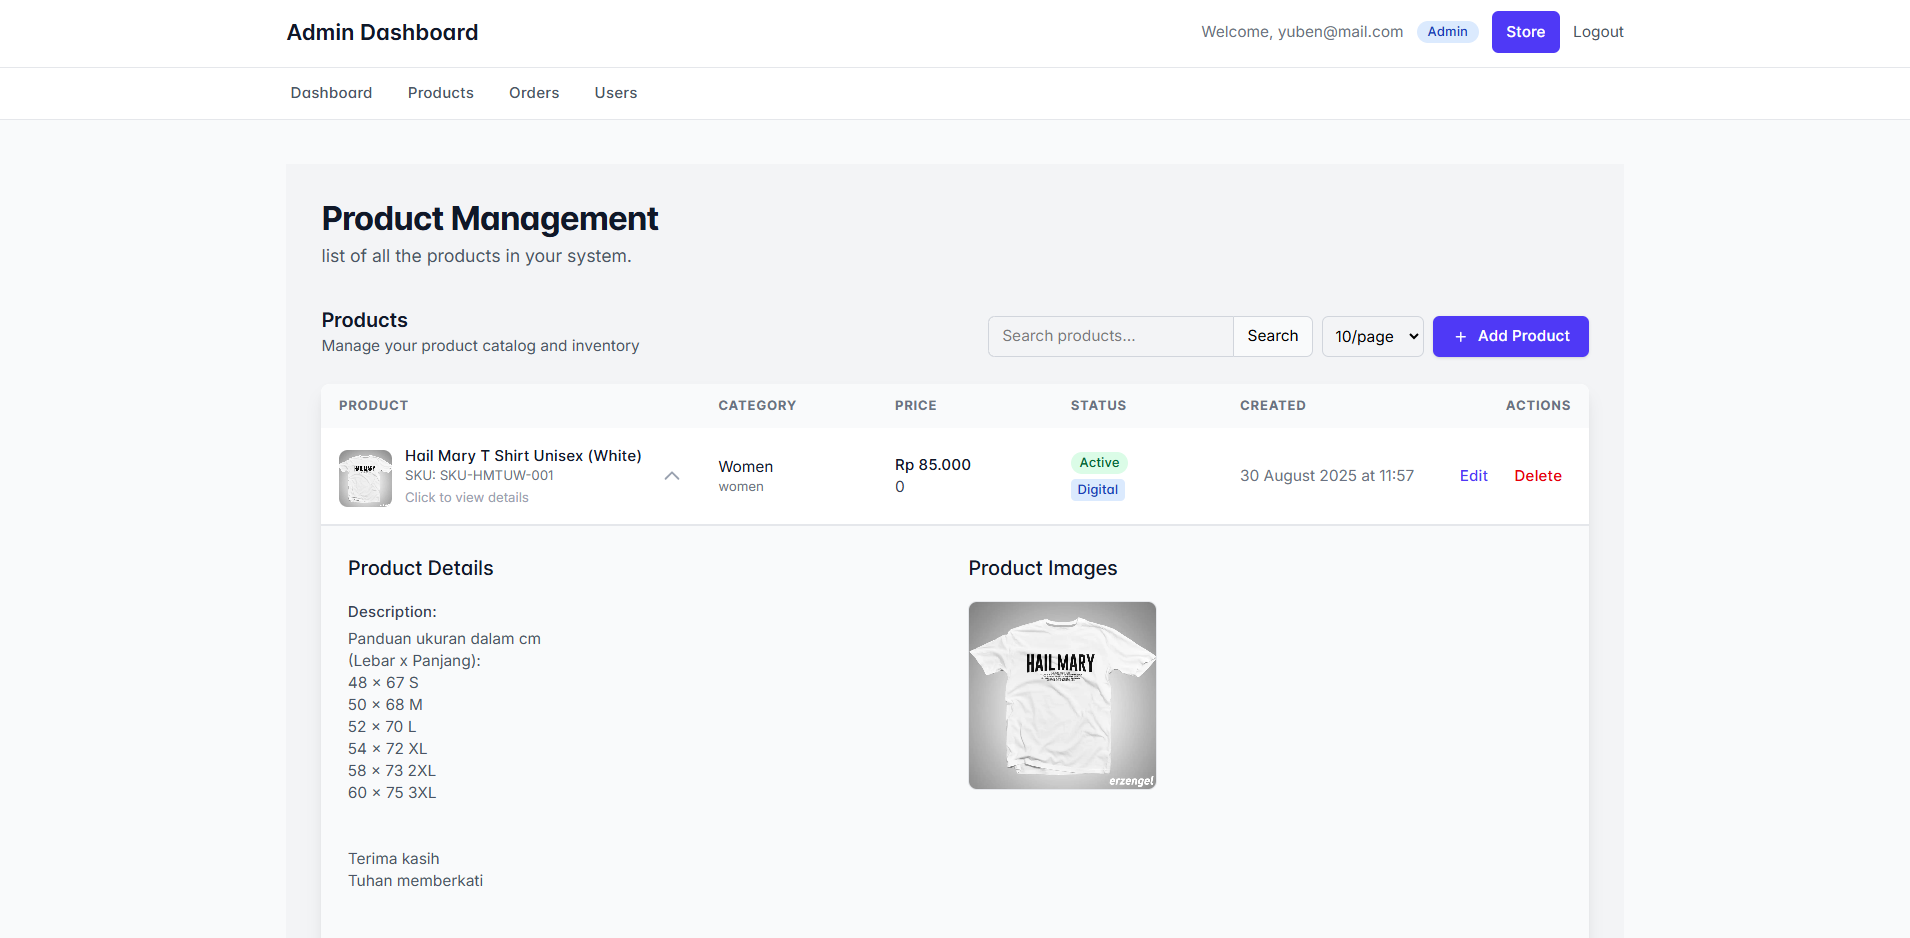 Admin Dashboard
Welcome, yuben@mail.com
Admin
Store
Logout
Dashboard
Products
Orders
Users
Product Management
list of all the products in your system.
Products
Manage your product catalog and inventory
Search products...
Search
10/page
+ Add Product
PRODUCT
CATEGORY
PRICE
STATUS
CREATED
ACTIONS
HAIL MARY
Hail Mary T Shirt Unisex (White)
SKU: SKU-HMTUW-001
Click to view details
Women
women
Rp 85.000
0
Active
Digital
30 August 2025 at 11:57
Edit
Delete
Product Details
Description:
Panduan ukuran dalam cm
(Lebar x Panjang):
48 × 67 S
50 × 68 M
52 × 70 L
54 × 72 XL
58 × 73 2XL
60 × 75 3XL
Terima kasih
Tuhan memberkati
Product Images
HAIL MARY
erzengel